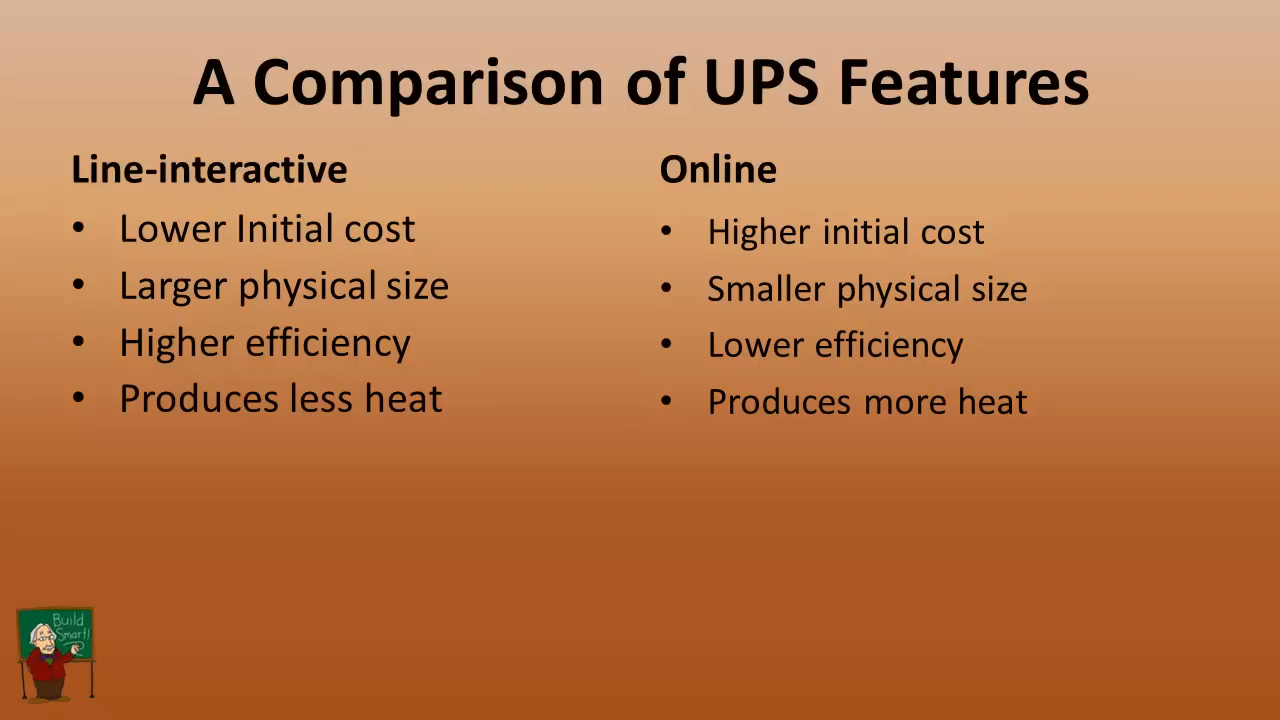 A Comparison of UPS Features
Line-interactive
• Lower Initial cost
• Larger physical size
• Higher efficiency
• Produces less heat
Online
• Higher initial cost
• Smaller physical size
• Lower efficiency
• Produces more heat
Build
Smart!